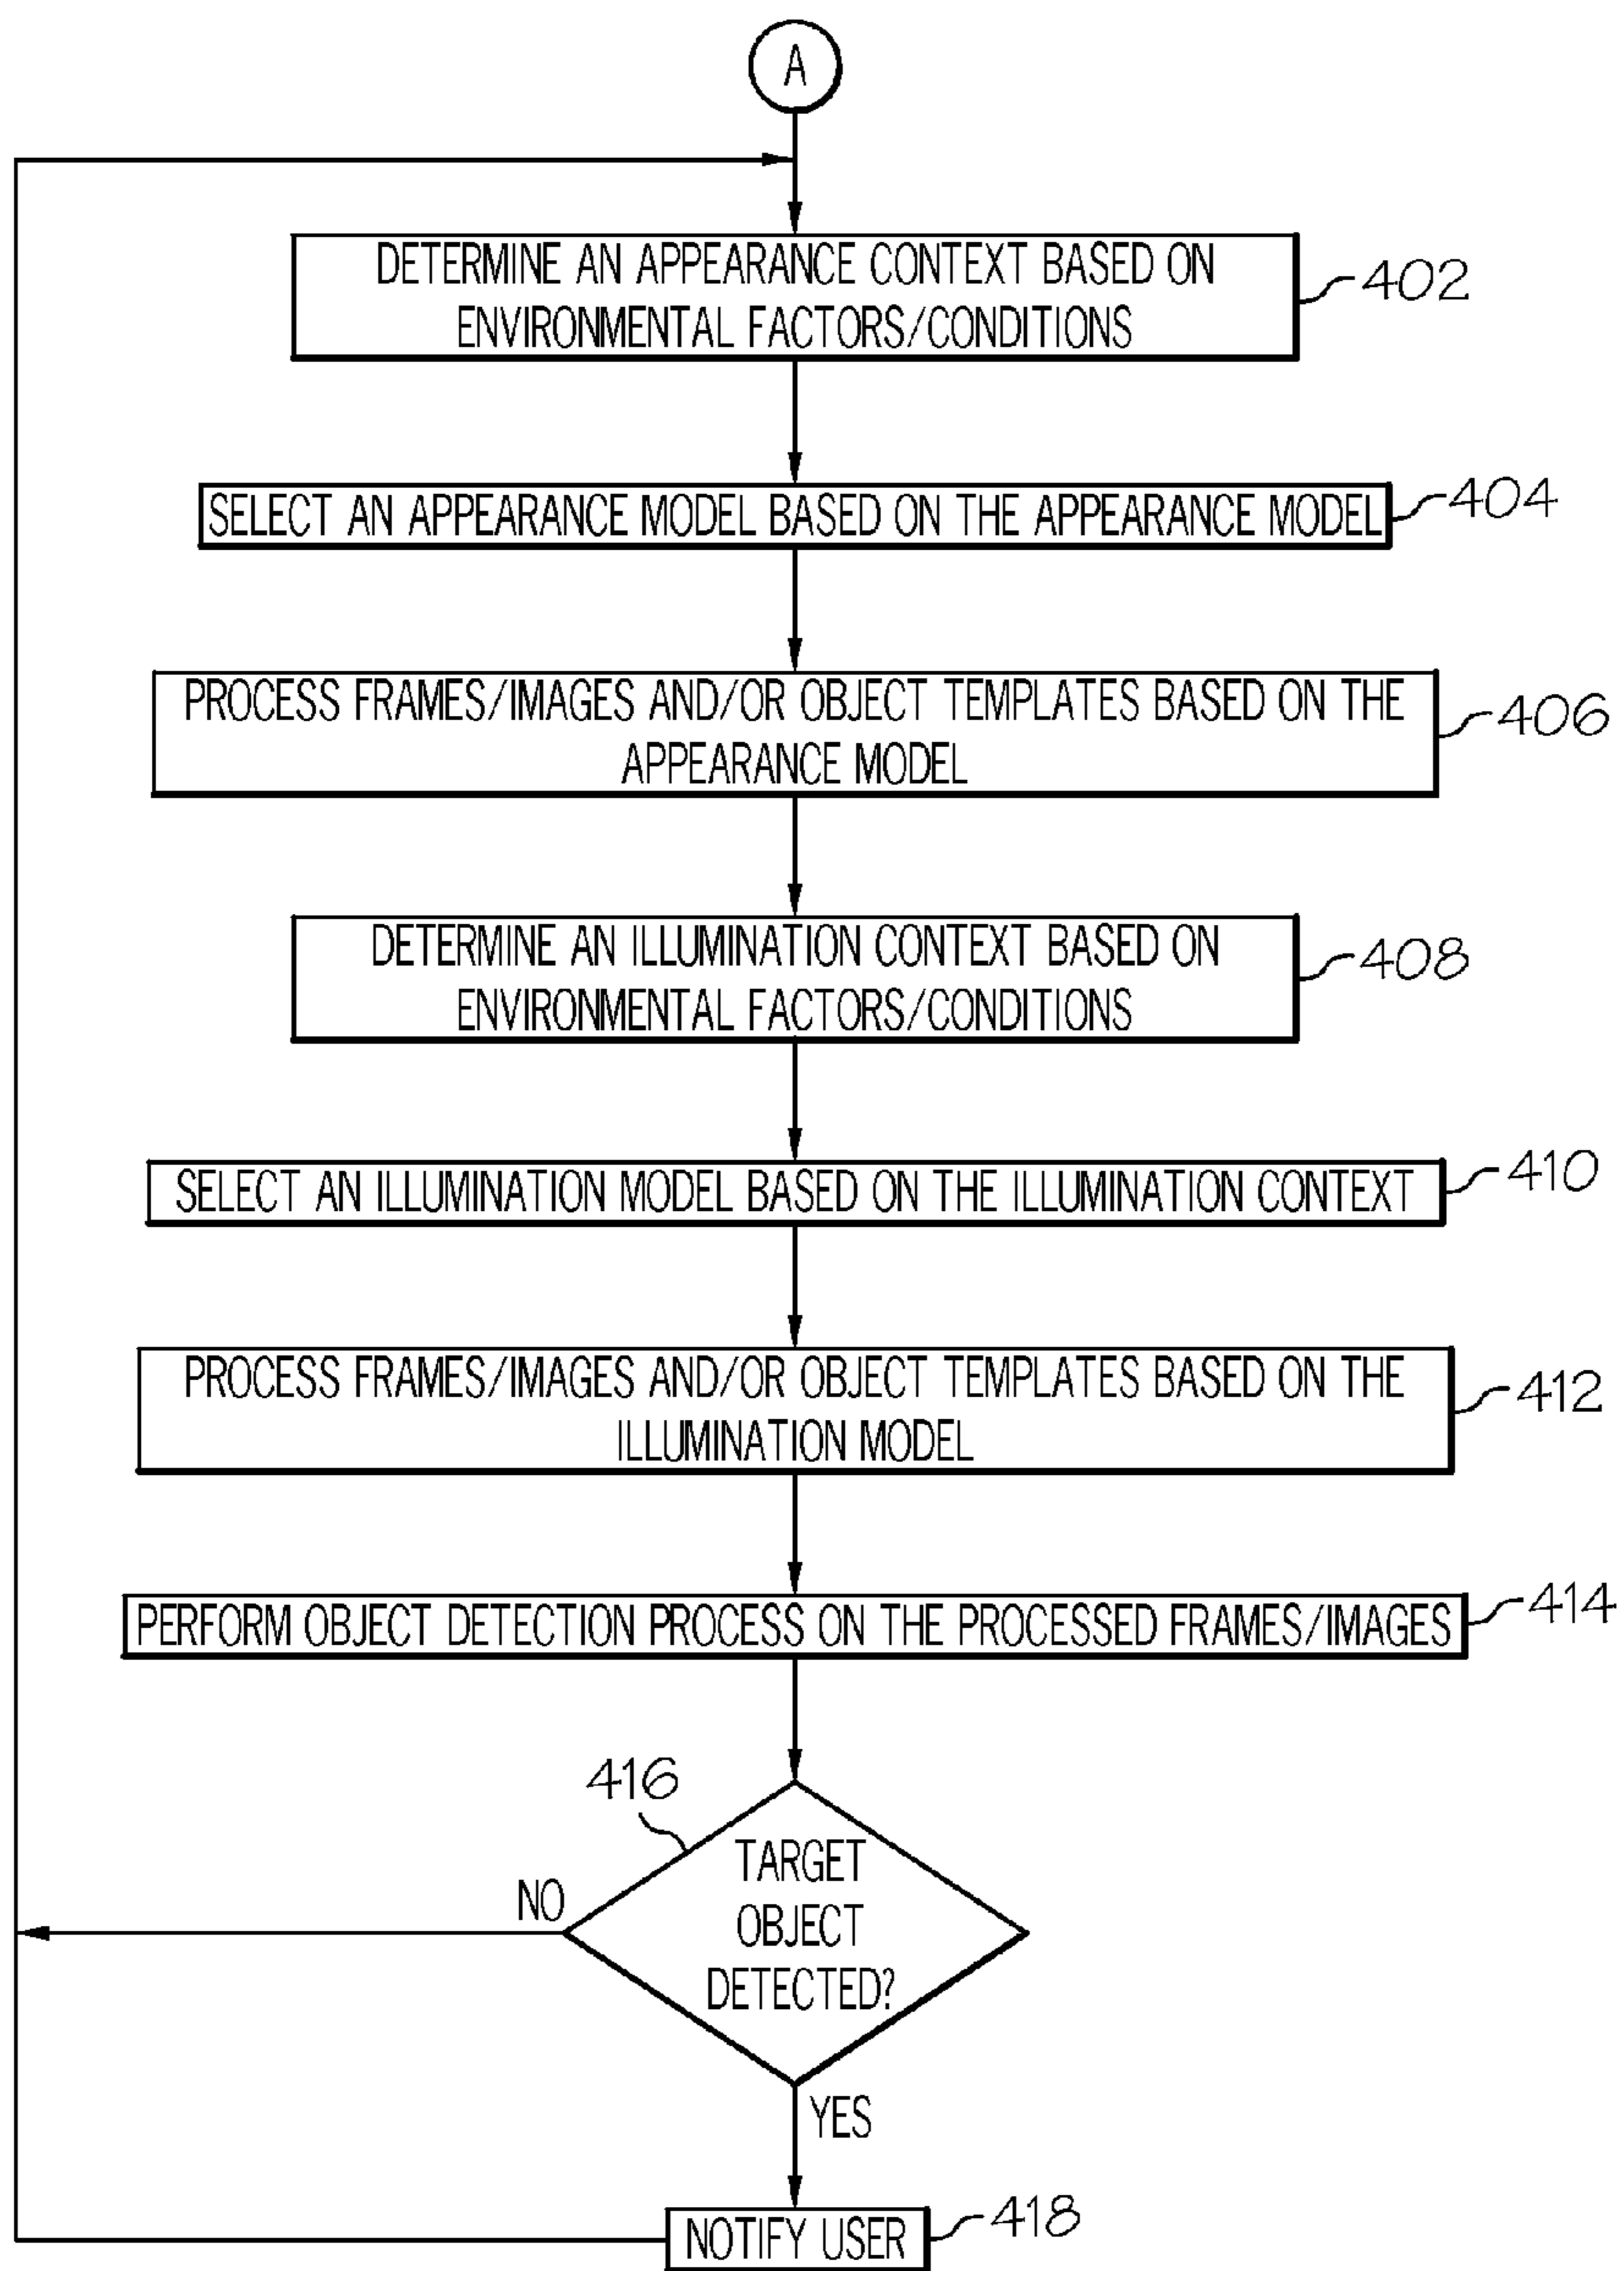 A
DETERMINE AN APPEARANCE CONTEXT BASED ON
ENVIRONMENTAL FACTORS/CONDITIONS
402
SELECT AN APPEARANCE MODEL BASED ON THE APPEARANCE MODEL
404
PROCESS FRAMES/IMAGES AND/OR OBJECT TEMPLATES BASED ON THE
APPEARANCE MODEL
406
DETERMINE AN ILLUMINATION CONTEXT BASED ON
ENVIRONMENTAL FACTORS/CONDITIONS
408
SELECT AN ILLUMINATION MODEL BASED ON THE ILLUMINATION CONTEXT
410
PROCESS FRAMES/IMAGES AND/OR OBJECT TEMPLATES BASED ON THE
ILLUMINATION MODEL
412
PERFORM OBJECT DETECTION PROCESS ON THE PROCESSED FRAMES/IMAGES
414
416
TARGET
OBJECT
DETECTED?
NO
YES
NOTIFY USER
418